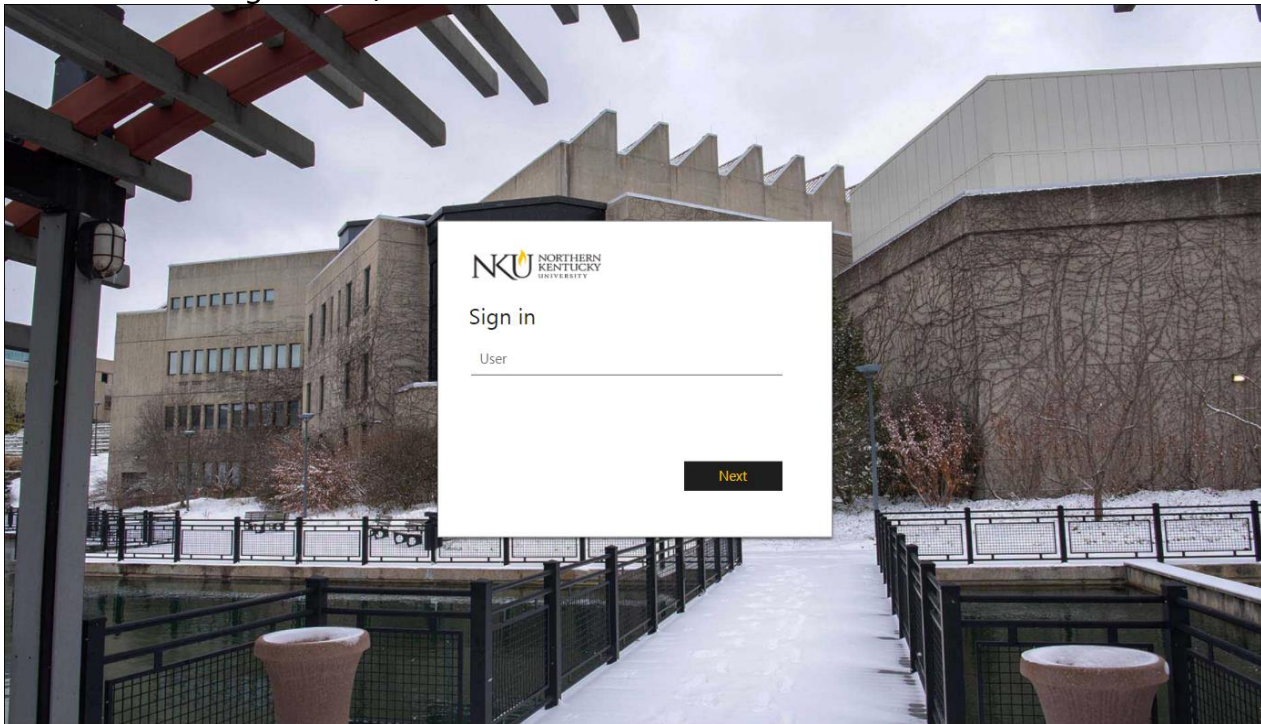 NKU NORTHERN
KENTUCKY
UNIVERSITY
Sign in
User
Next